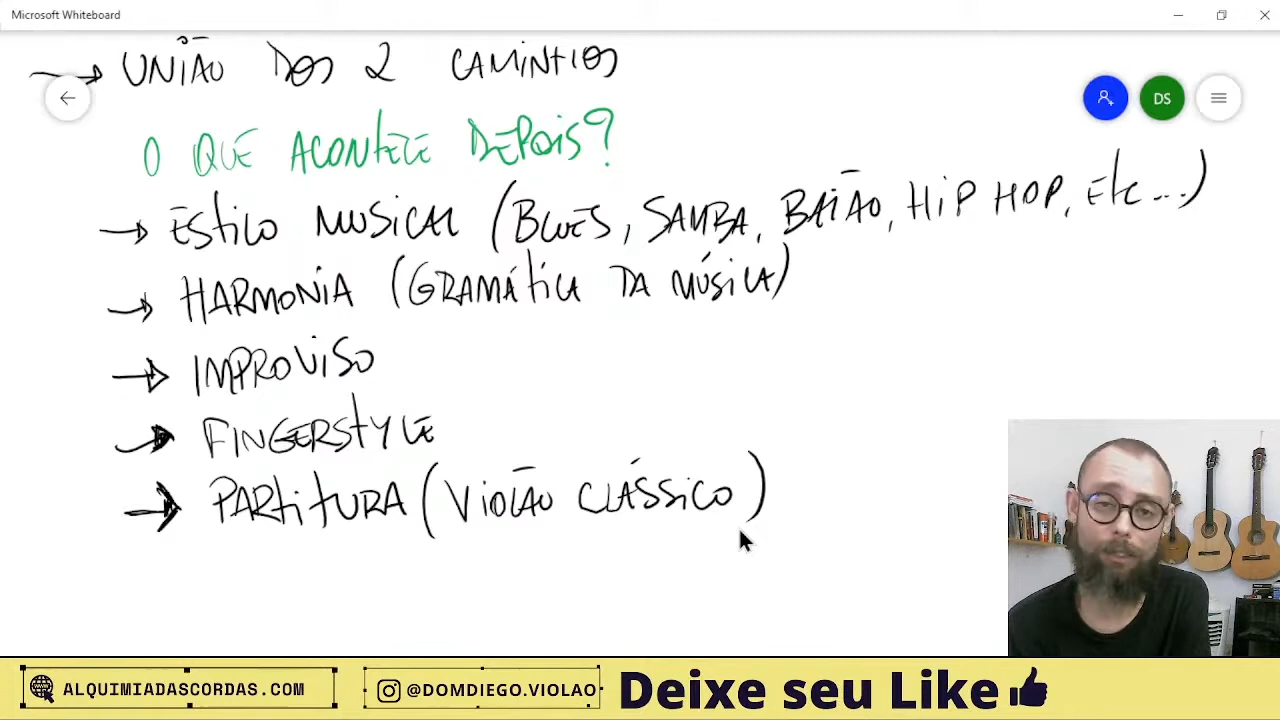 Microsoft Whiteboard
→ UNIÃO DOS 2 CAMINHOS
O QUE ACONTECE DEPOIS?
DS
→ ESTILO MUSICAL (BLUES, SAMBA, BAIÃO, HIP HOP, ETC...)
→ HARMONIA (GRAMÁTICA DA MÚSICA)
→ IMPROVISO
→ FINGERSTYLE
→ PARTITURA (VIOLÃO CLÁSSICO)
ALQUIMIADASCORDAS.COM
@DOMDIEGO.VIOLAO
Deixe seu Like